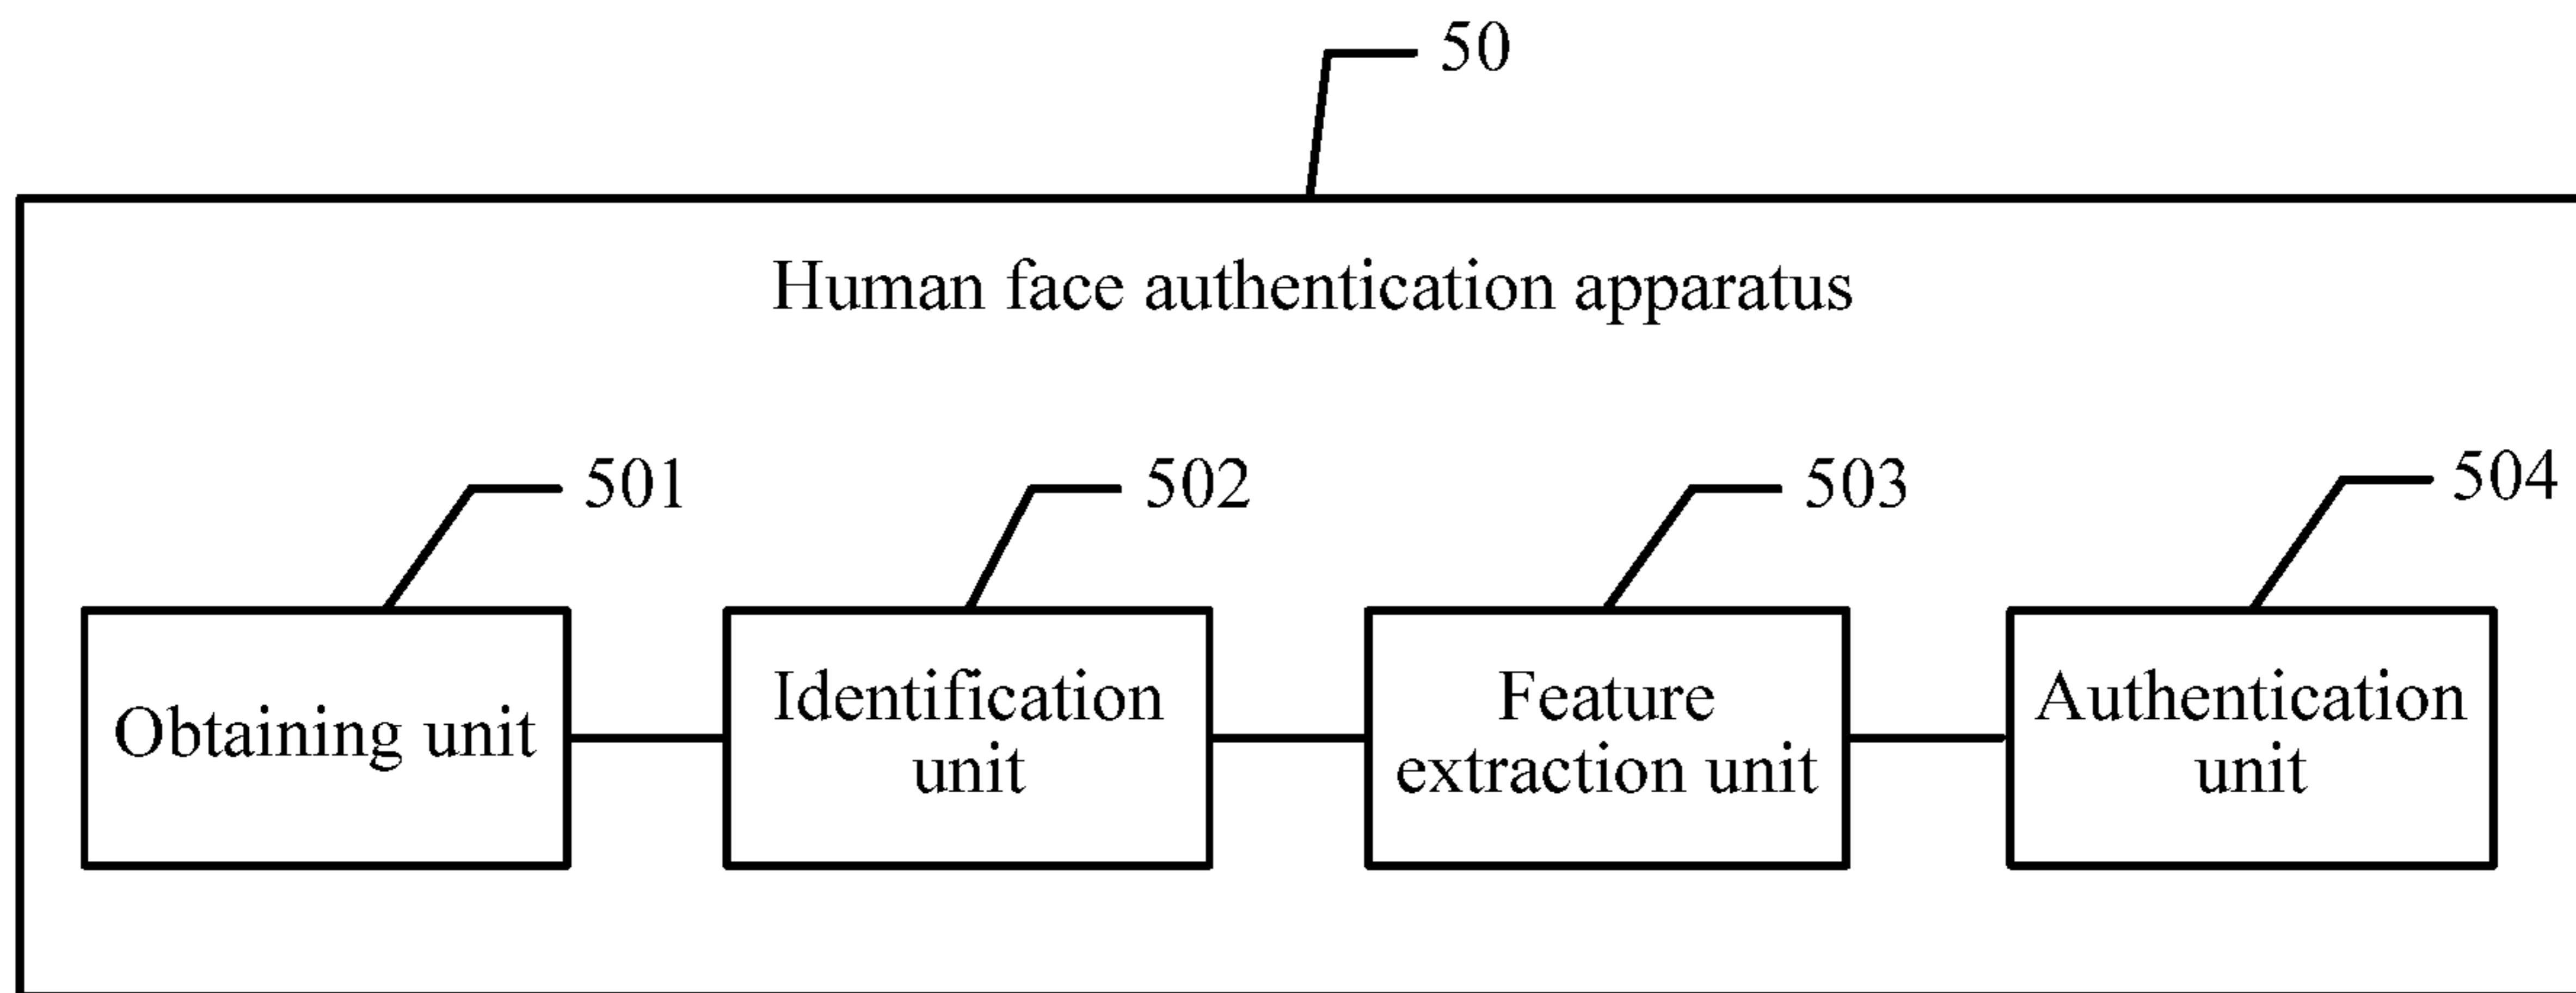 50
Human face authentication apparatus
501
502
503
504
Obtaining unit
Identification
unit
Feature
extraction unit
Authentication
unit